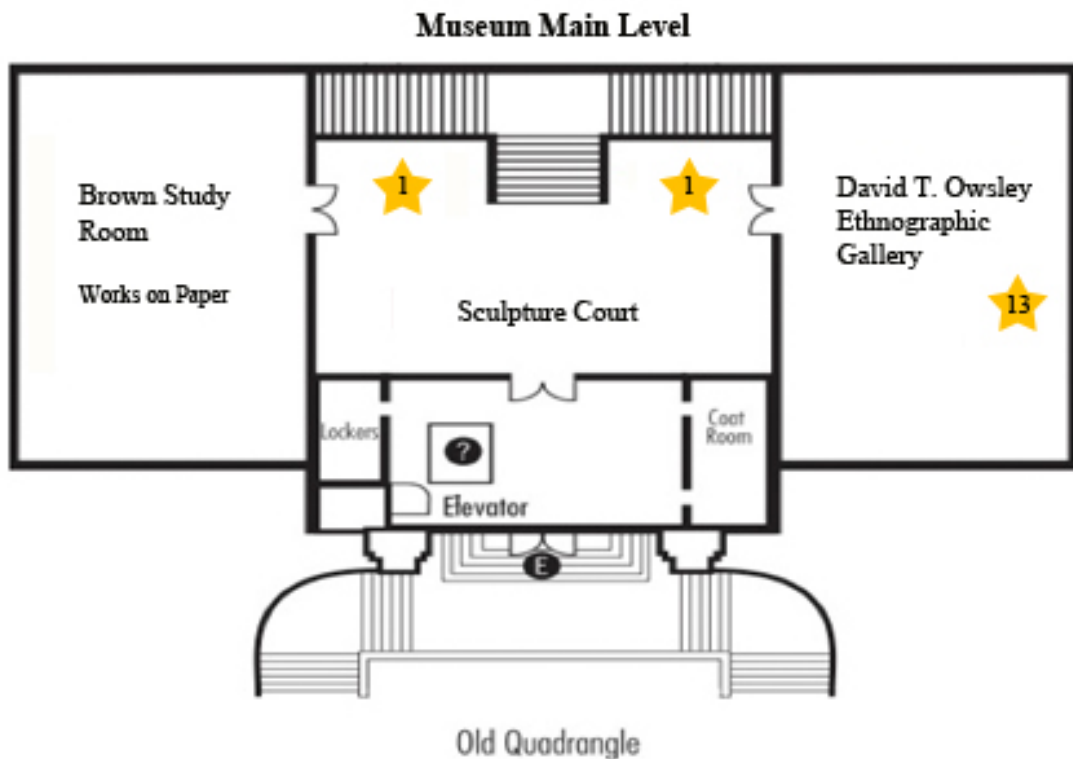 Museum Main Level
1
1
Brown Study
Room
Works on Paper
David T. Owsley
Ethnographic
Gallery
13
Sculpture Court
Lockers
?
Elevator
Coat
Room
E
Old Quadrangle